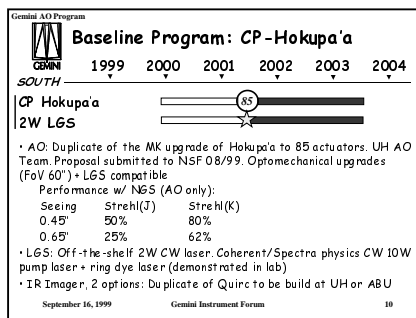 Gemini AO Program
Baseline Program: CP-Hokupa'a
GEMINI
1999 2000 2001 2002 2003 2004
SOUTH
CP Hokupa'a
85
2W LGS
• AO: Duplicate of the MK upgrade of Hokupa'a to 85 actuators. UH AO
Team. Proposal submitted to NSF 08/99. Optomechanical upgrades
(FoV 60") + LGS compatible
Performance w/ NGS (AO only):
Seeing Strehl(J) Strehl(K)
0.45" 50% 80%
0.65" 25% 62%
• LGS: Off-the-shelf 2W CW laser. Coherent/Spectra physics CW 10W
pump laser + ring dye laser (demonstrated in lab)
• IR Imager, 2 options: Duplicate of Quirc to be build at UH or ABU
September 16, 1999 Gemini Instrument Forum 10